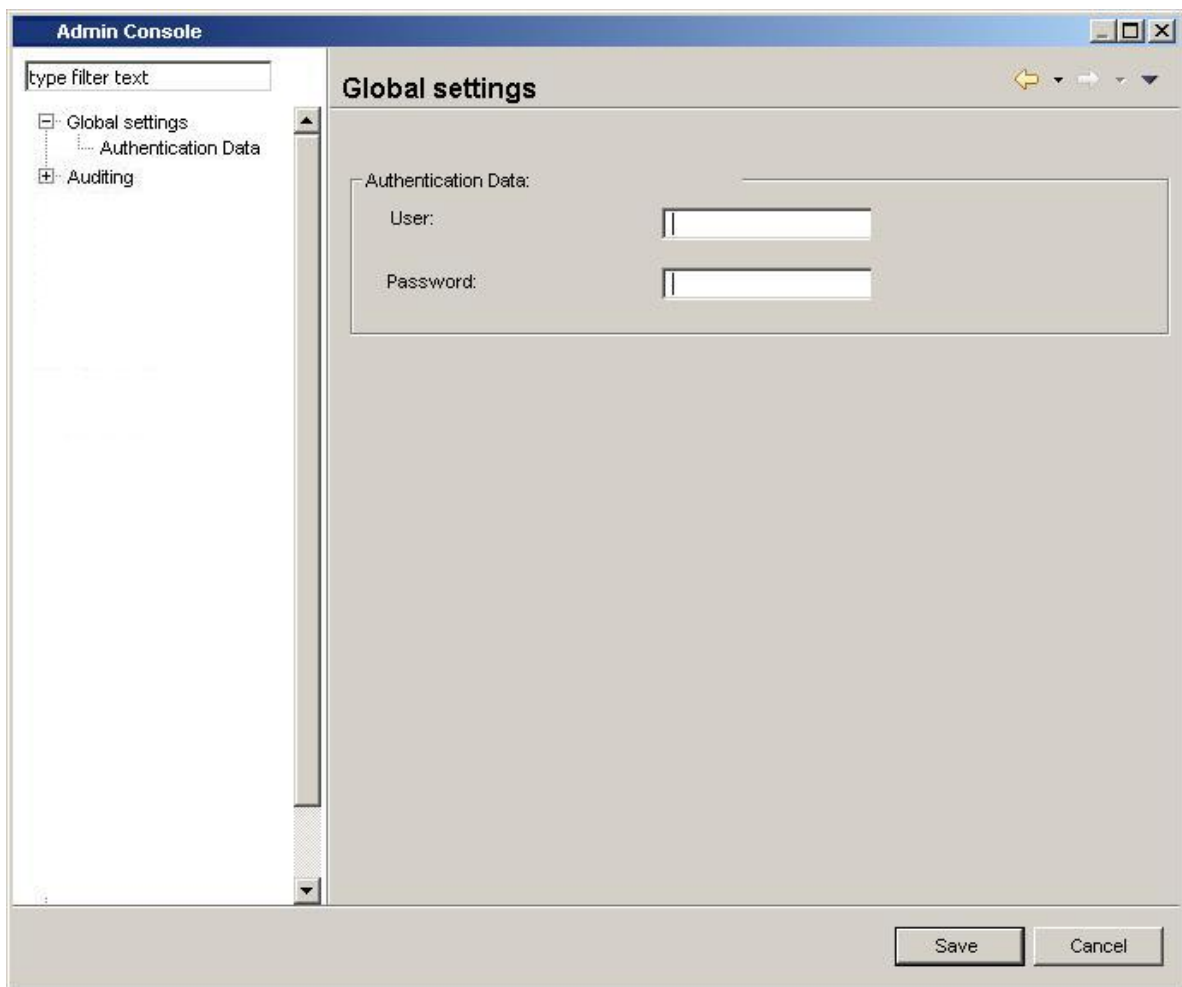 Admin Console
type filter text
Global settings
Authentication Data
Auditing
Global settings
Authentication Data:
User:
Password:
Save
Cancel